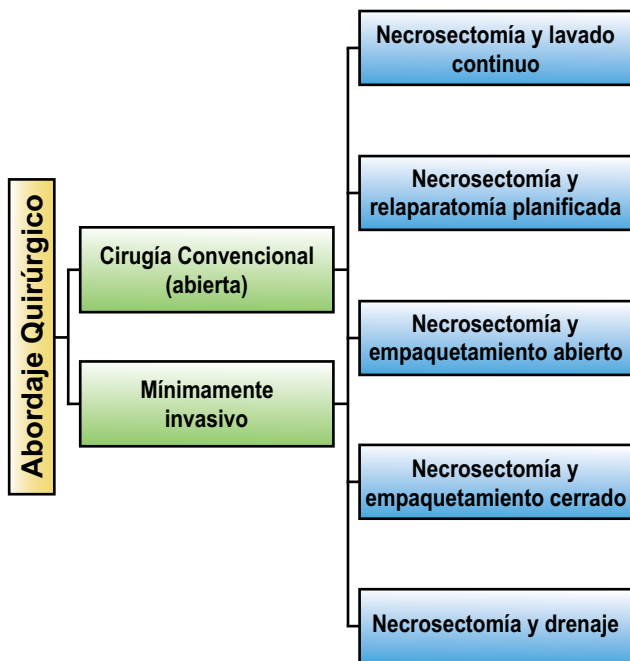 Abordaje Quirúrgico
Cirugía Convencional
(abierta)
Mínimamente
invasivo
Necrosectomía y lavado
continuo
Necrosectomía y
relaparatomía planificada
Necrosectomía y
empaquetamiento abierto
Necrosectomía y
empaquetamiento cerrado
Necrosectomía y drenaje